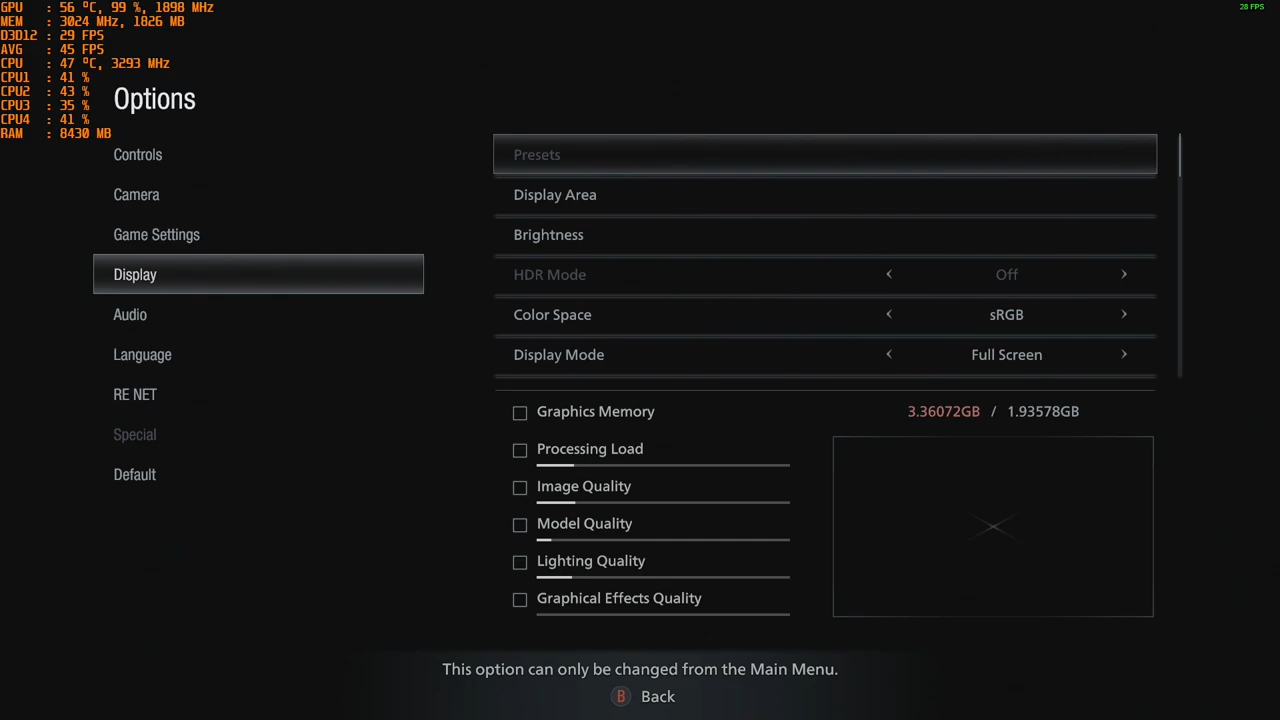 GPU : 56 ºC, 99 %, 1898 MHz
MEM : 3024 MHz, 1826 MB
D3D12 : 29 FPS
AVG : 45 FPS
CPU : 47 ºC, 3293 MHz
CPU1 : 41 %
CPU2 : 43 %
CPU3 : 35 %
CPU4 : 41 %
RAM : 8430 MB
28 FPS
Options
Controls
Camera
Game Settings
Display
Audio
Language
RE NET
Special
Default
Presets
Display Area
Brightness
HDR Mode < Off >
Color Space < sRGB >
Display Mode < Full Screen >
Graphics Memory 3.36072GB / 1.93578GB
Processing Load
Image Quality
Model Quality
Lighting Quality
Graphical Effects Quality
This option can only be changed from the Main Menu.
B Back